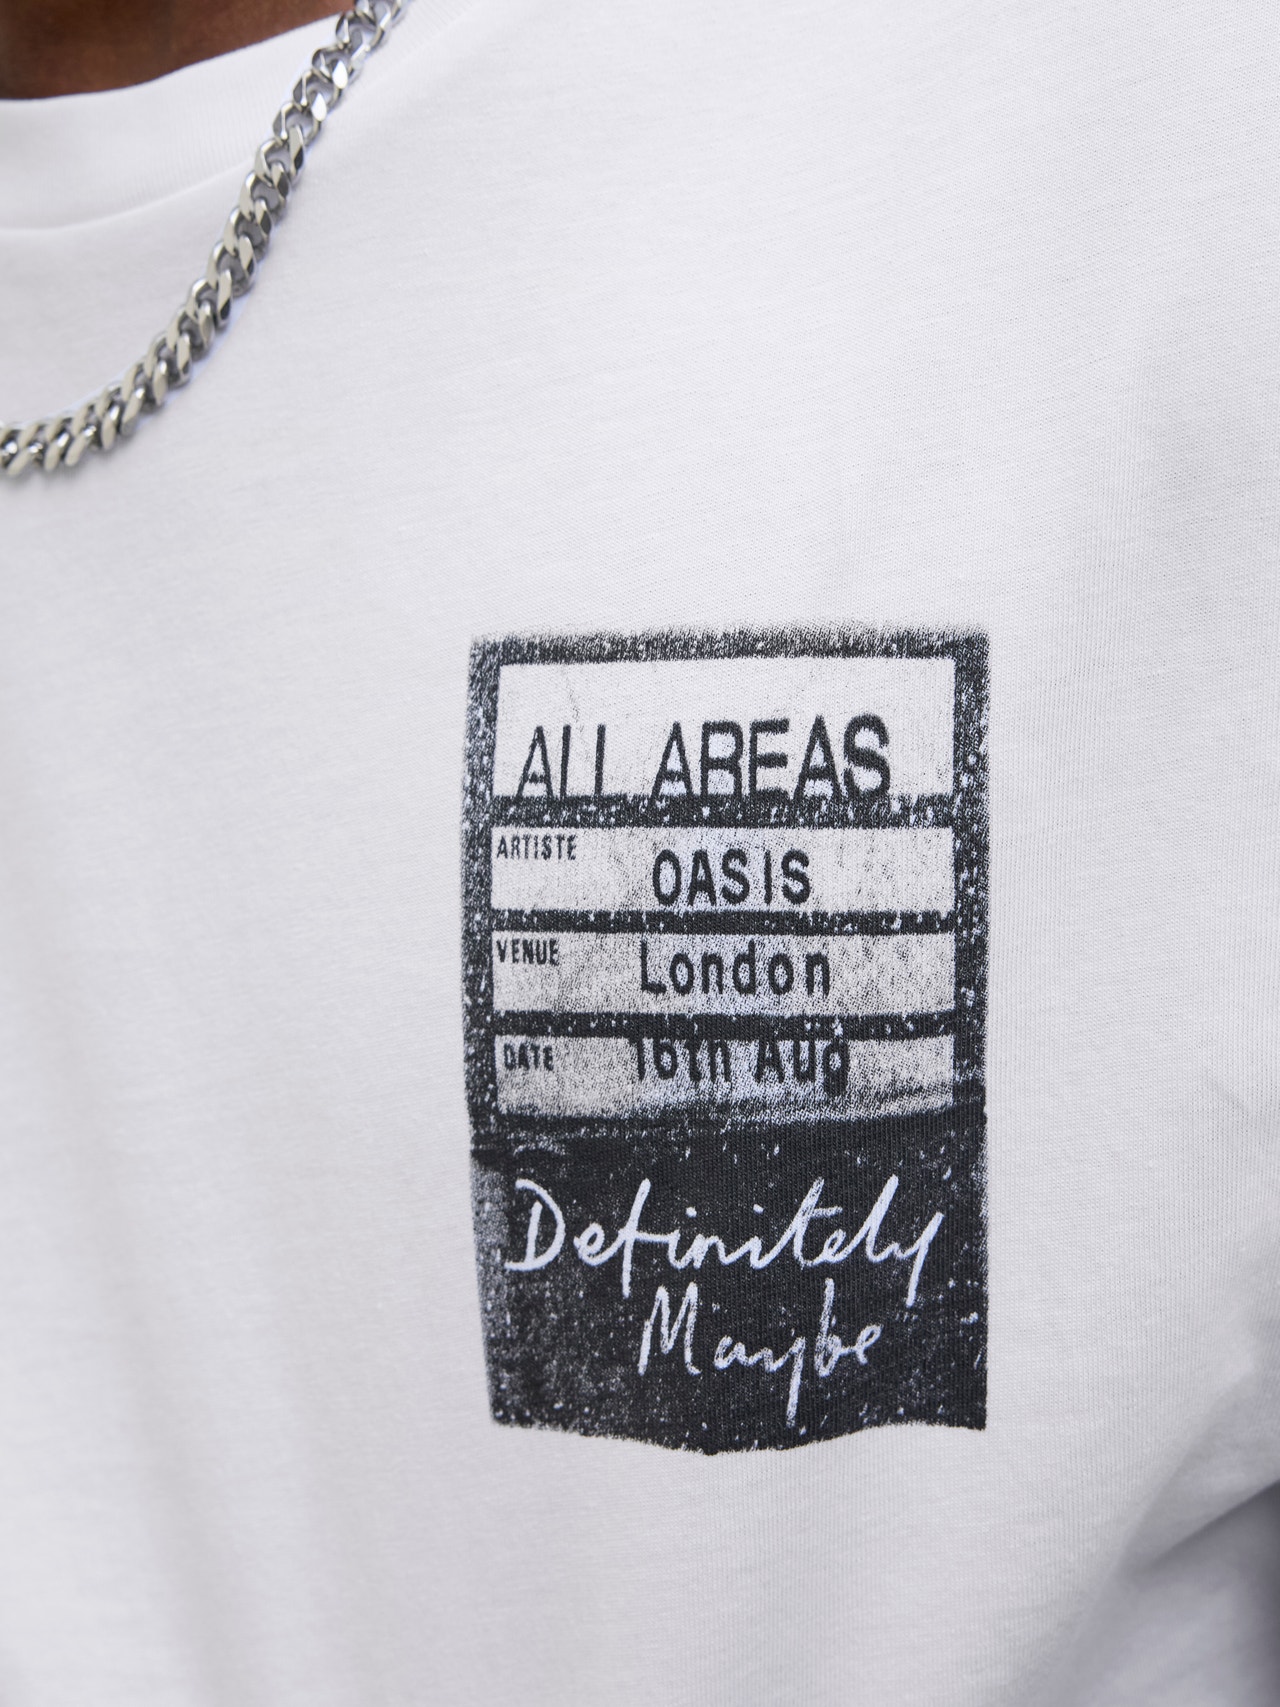 ALL AREAS
ARTISTE OASIS
VENUE London
DATE 16th Aug
Definitely
Maybe